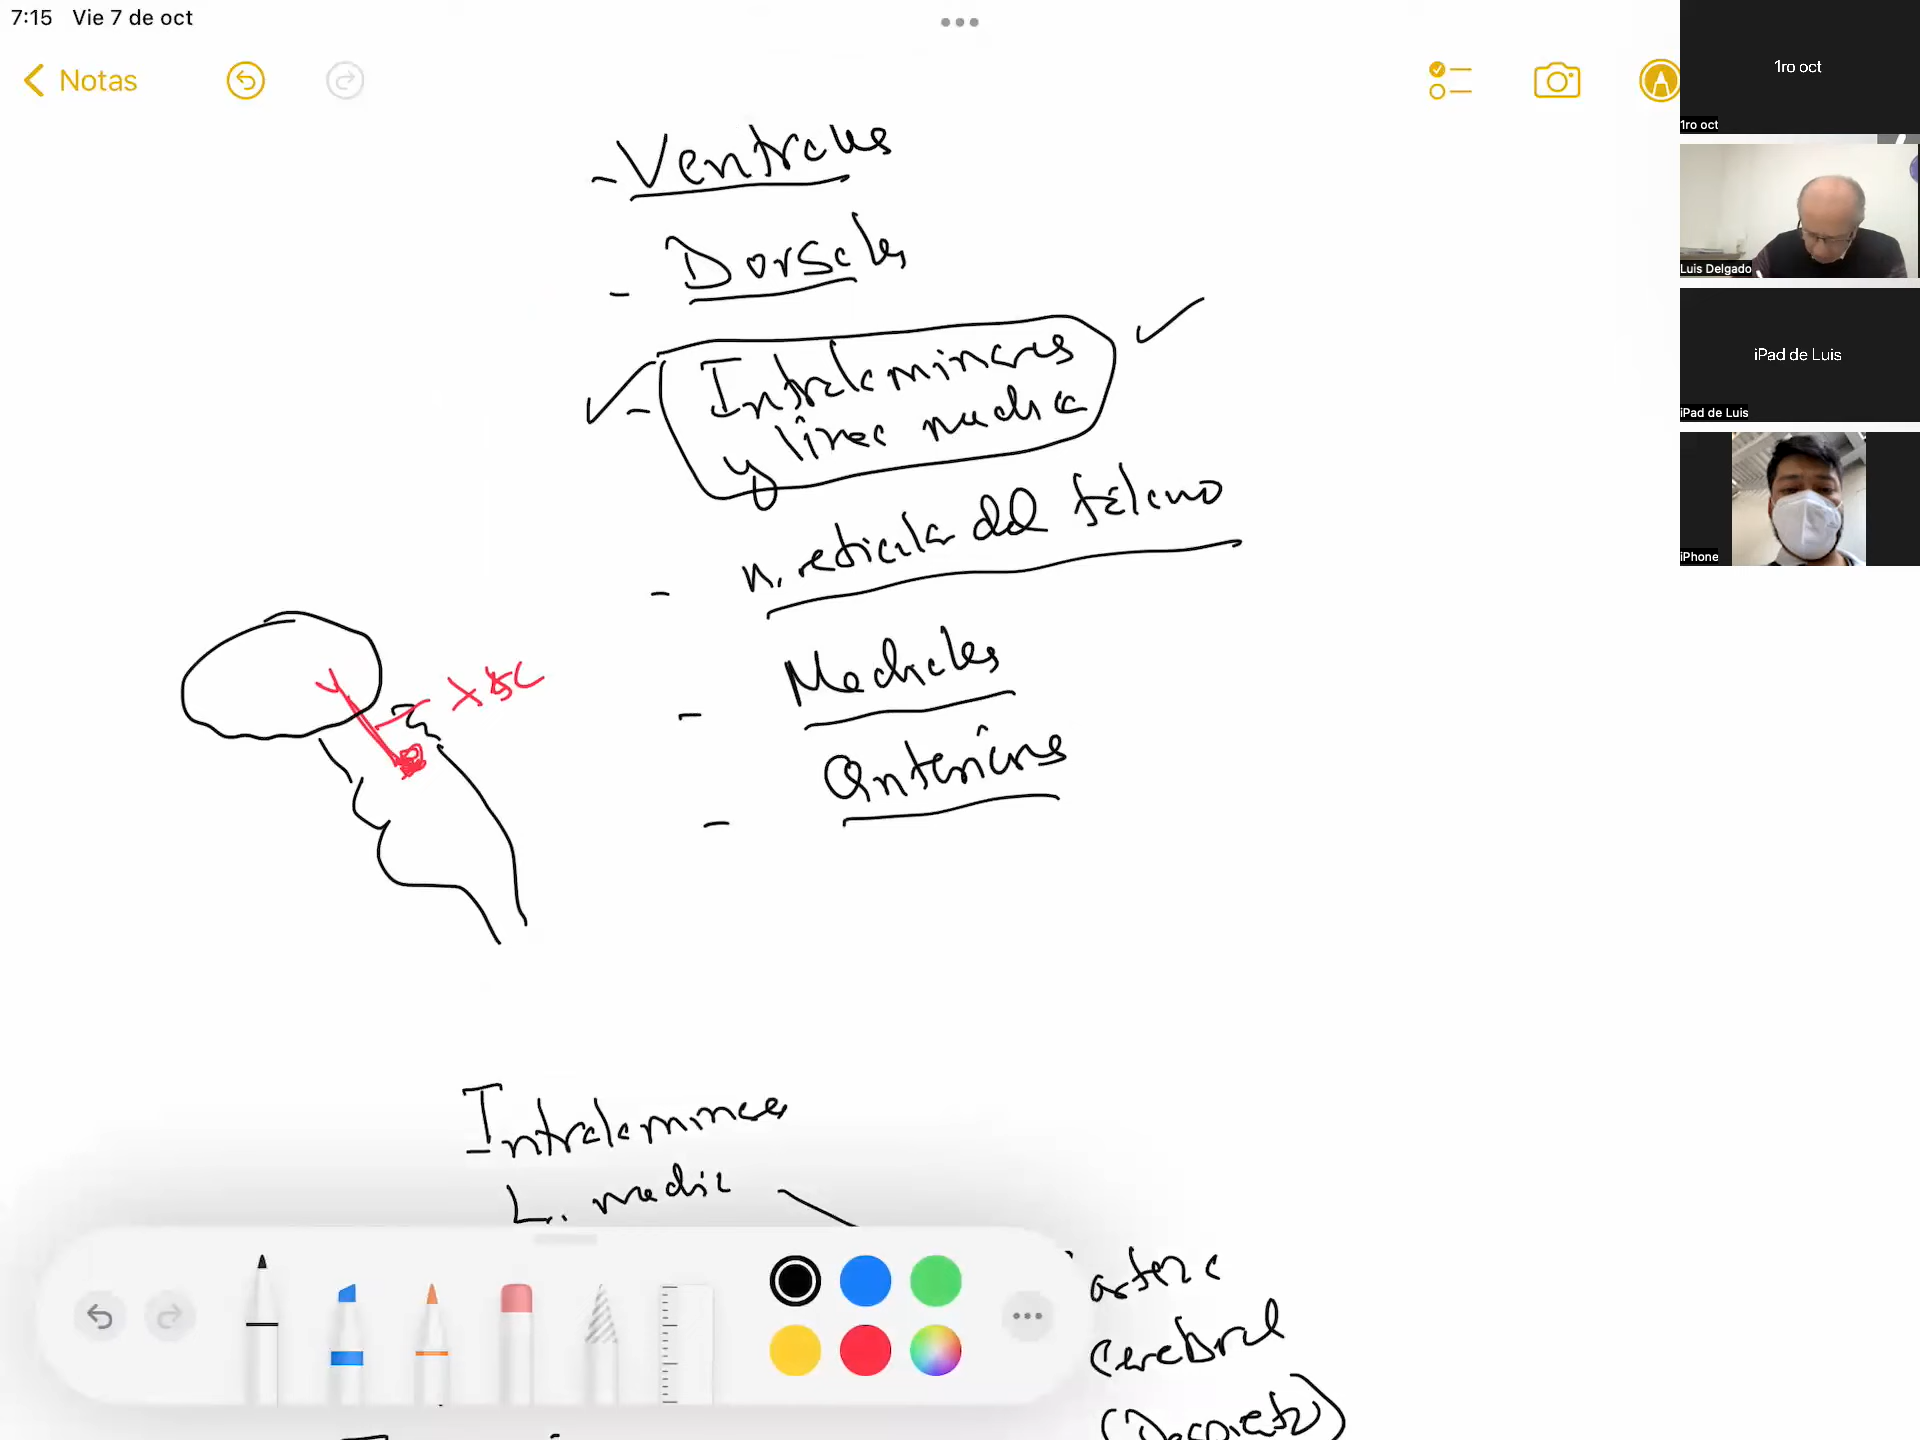 7:15 Vie 7 de oct
Notas
- Ventrales
- Dorsales
- Intralaminares
y línea media
- n. reticular del tálamo
- Mediales
- Anteriores
Intralaminares
L. media
corteza
cerebral
1ro oct
1ro oct
Luis Delgado
iPad de Luis
iPad de Luis
iPhone